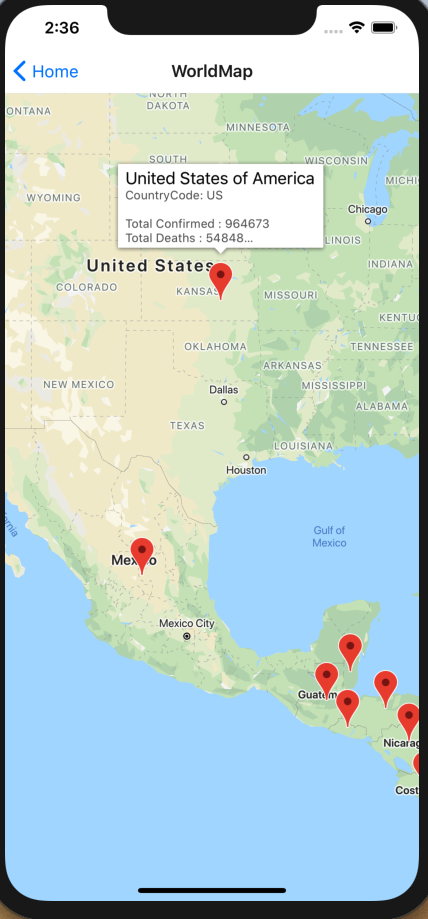 2:36
Home
WorldMap
ONTANA
NORTH
DAKOTA
MINNESOTA
SOUTH
WISCONSIN
MICHI
WYOMING
United States of America
CountryCode: US
Total Confirmed : 964673
Total Deaths : 54848...
Chicago
LINOIS
United States
INDIANA
COLORADO
KANSAS
MISSOURI
KENTUC
OKLAHOMA
TENNESSEE
ARKANSAS
NEW MEXICO
Dallas
MISSISSIPPI
ALABAMA
TEXAS
LOUISIANA
Houston
fornia
Gulf of
Mexico
Mexico
Mexico City
Guatem
Nicarag
Cost